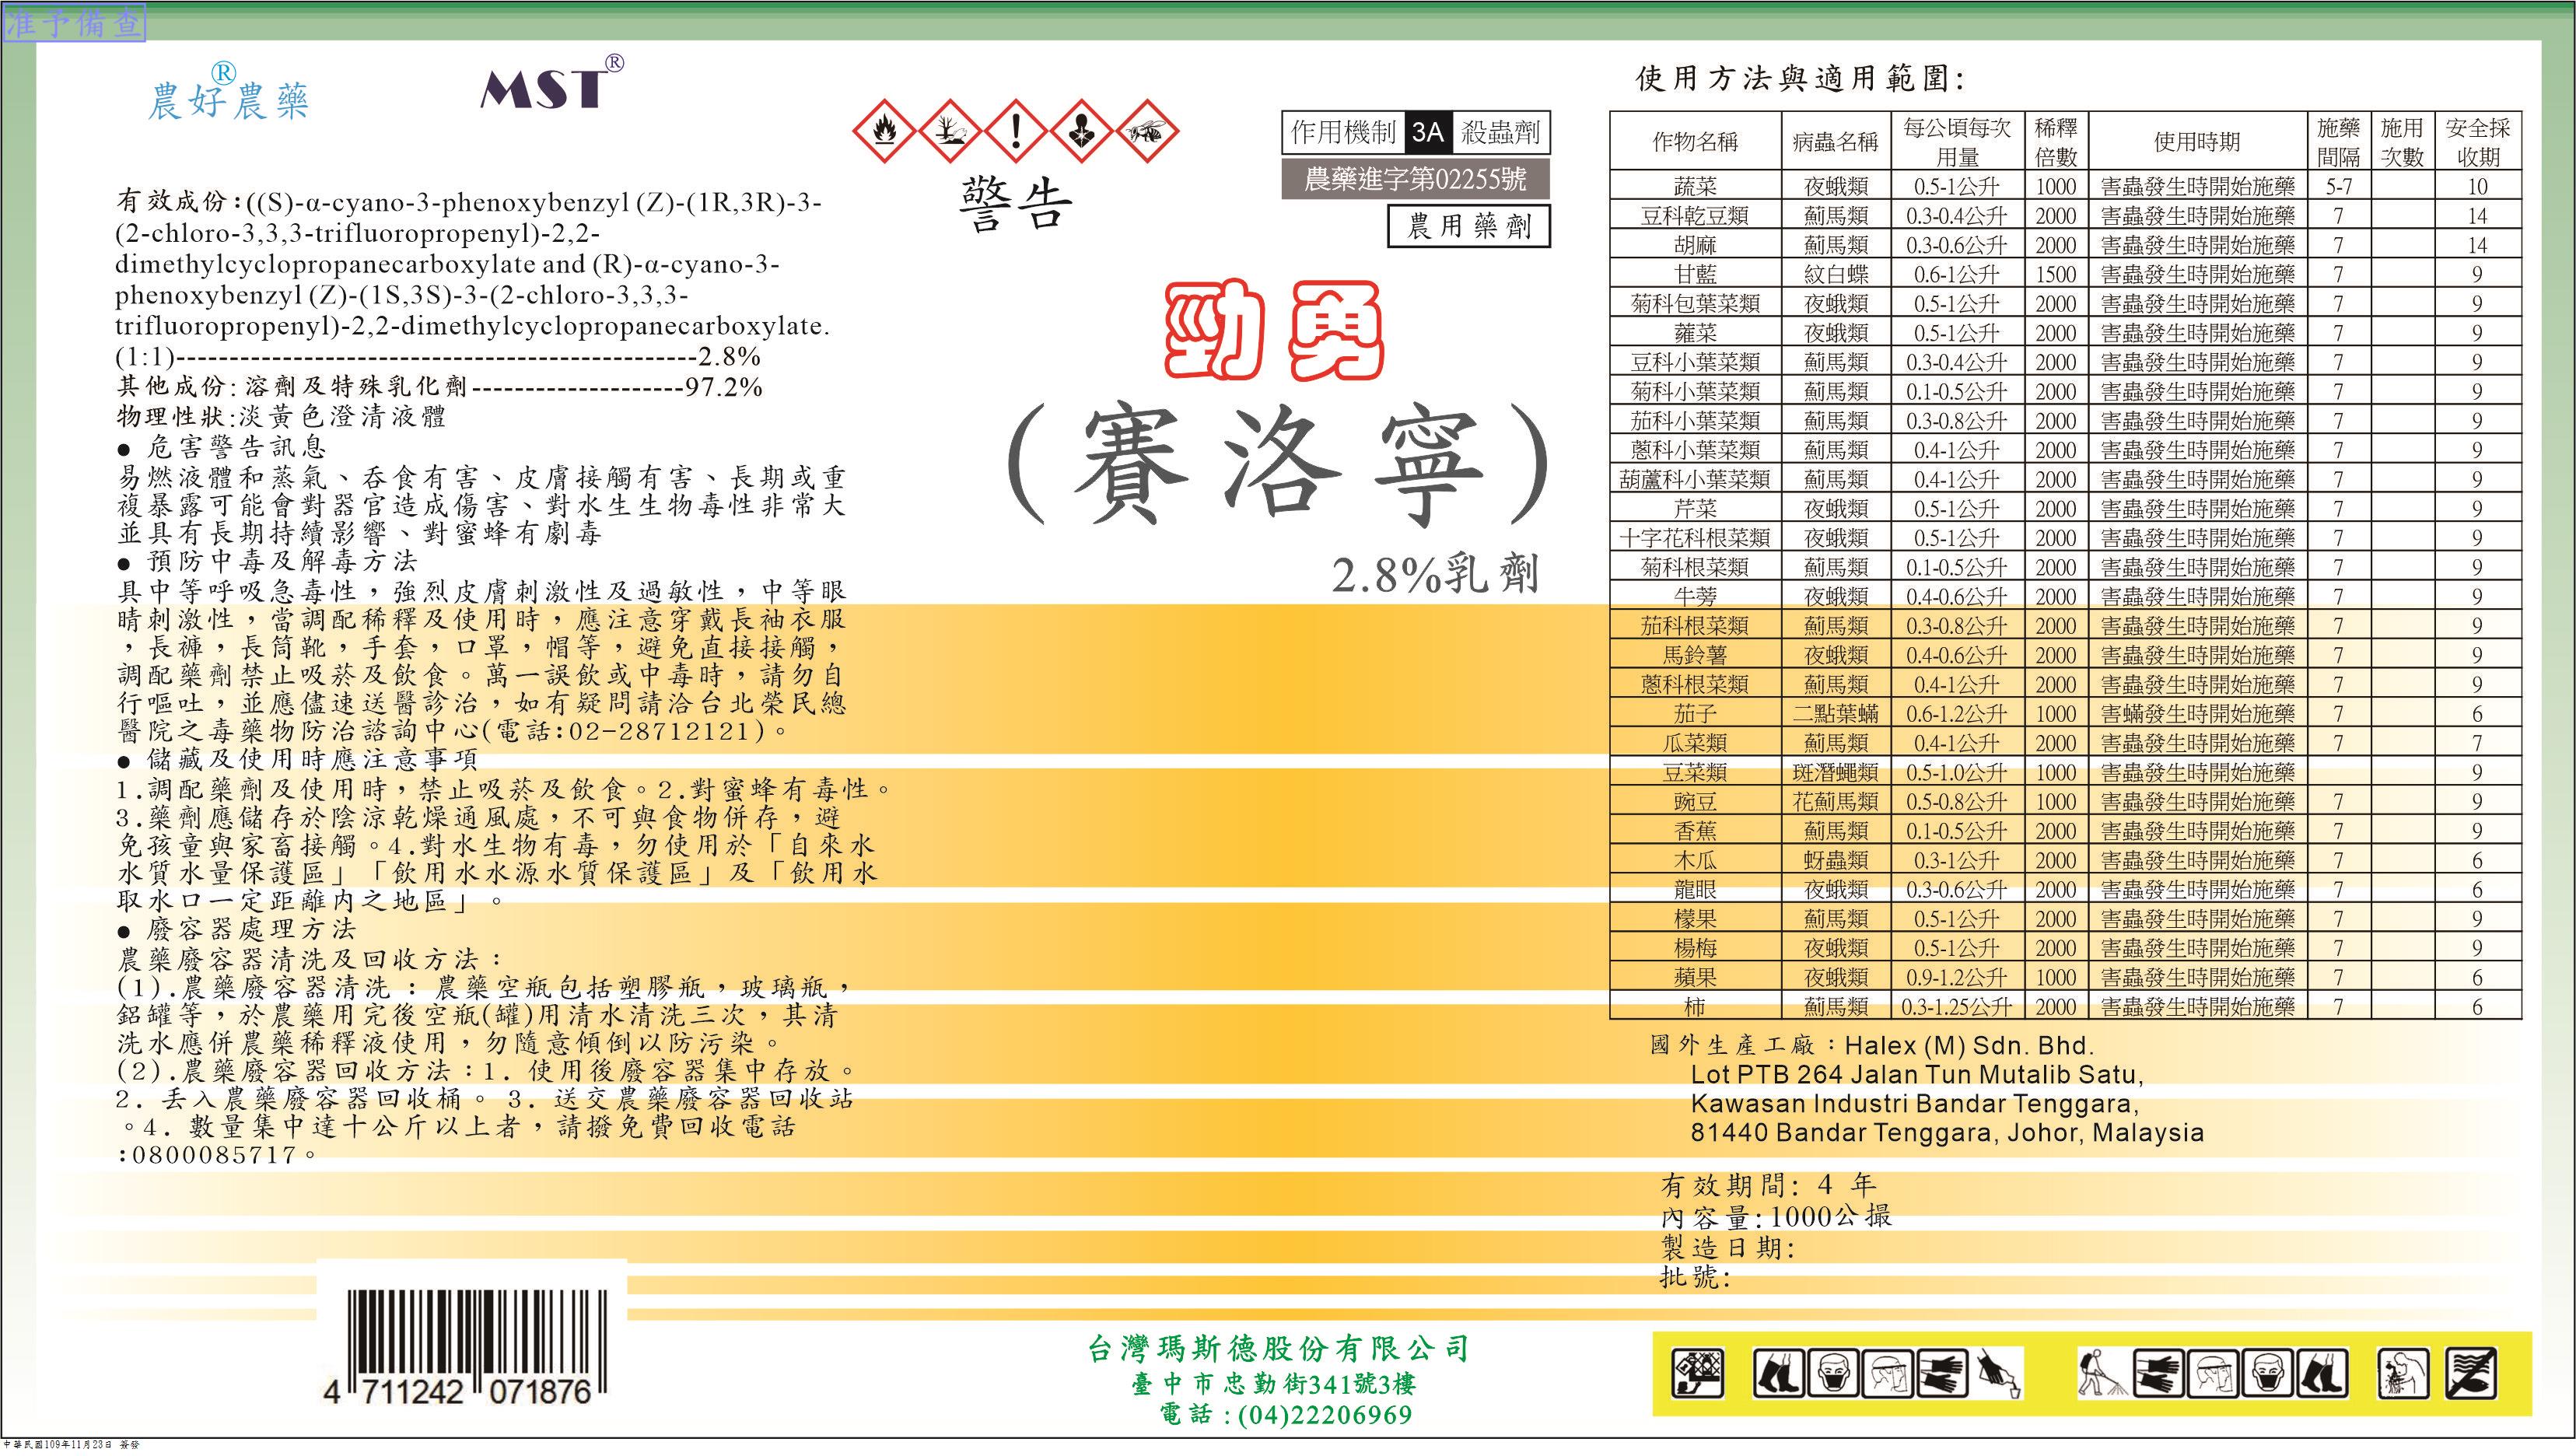 准予備查
農好®農藥
MST®
有效成份:((S)-α-cyano-3-phenoxybenzyl (Z)-(1R,3R)-3-
(2-chloro-3,3,3-trifluoropropenyl)-2,2-
dimethylcyclopropanecarboxylate and (R)-α-cyano-3-
phenoxybenzyl (Z)-(1S,3S)-3-(2-chloro-3,3,3-
trifluoropropenyl)-2,2-dimethylcyclopropanecarboxylate.
(1:1)-------------------------------------------------2.8%
其他成份:溶劑及特殊乳化劑--------------------97.2%
物理性狀:淡黃色澄清液體
● 危害警告訊息
易燃液體和蒸氣、吞食有害、皮膚接觸有害、長期或重
複暴露可能會對器官造成傷害、對水生生物毒性非常大
並具有長期持續影響、對蜜蜂有劇毒
● 預防中毒及解毒方法
具中等呼吸急毒性，強烈皮膚刺激性及過敏性，中等眼
睛刺激性，當調配稀釋及使用時，應注意穿戴長袖衣服
，長褲，長筒靴，手套，口罩，帽等，避免直接接觸，
調配藥劑禁止吸菸及飲食。萬一誤飲或中毒時，請勿自
行嘔吐，並應儘速送醫診治，如有疑問請洽台北榮民總
醫院之毒藥物防治諮詢中心(電話:02-28712121)。
● 儲藏及使用時應注意事項
1.調配藥劑及使用時，禁止吸菸及飲食。2.對蜜蜂有毒性。
3.藥劑應儲存於陰涼乾燥通風處，不可與食物併存，避
免孩童與家畜接觸。4.對水生物有毒，勿使用於「自來水
水質水量保護區」「飲用水水源水質保護區」及「飲用水
取水口一定距離內之地區」。
● 廢容器處理方法
農藥廢容器清洗及回收方法：
(1).農藥廢容器清洗：農藥空瓶包括塑膠瓶，玻璃瓶，
鋁罐等，於農藥用完後空瓶(罐)用清水清洗三次，其清
洗水應併農藥稀釋液使用，勿隨意傾倒以防污染。
(2).農藥廢容器回收方法：1. 使用後廢容器集中存放。
2. 丟入農藥廢容器回收桶。 3. 送交農藥廢容器回收站
。4. 數量集中達十公斤以上者，請撥免費回收電話
:0800085717。
4 711242 071876
警告
作用機制 3A 殺蟲劑
農藥進字第02255號
農用藥劑
勁勇
(賽洛寧)
2.8%乳劑
台灣瑪斯德股份有限公司
臺中市忠勤街341號3樓
電話:(04)22206969
使用方法與適用範圍:
作物名稱 病蟲名稱 每公頃每次用量 稀釋倍數 使用時期 施藥間隔 施用次數 安全採收期
蔬菜 夜蛾類 0.5-1公升 1000 害蟲發生時開始施藥 5-7 10
豆科乾豆類 薊馬類 0.3-0.4公升 2000 害蟲發生時開始施藥 7 14
胡麻 薊馬類 0.3-0.6公升 2000 害蟲發生時開始施藥 7 14
甘藍 紋白蝶 0.6-1公升 1500 害蟲發生時開始施藥 7 9
菊科包葉菜類 夜蛾類 0.5-1公升 2000 害蟲發生時開始施藥 7 9
蕹菜 夜蛾類 0.5-1公升 2000 害蟲發生時開始施藥 7 9
豆科小葉菜類 薊馬類 0.3-0.4公升 2000 害蟲發生時開始施藥 7 9
菊科小葉菜類 薊馬類 0.1-0.5公升 2000 害蟲發生時開始施藥 7 9
茄科小葉菜類 薊馬類 0.3-0.8公升 2000 害蟲發生時開始施藥 7 9
蔥科小葉菜類 薊馬類 0.4-1公升 2000 害蟲發生時開始施藥 7 9
葫蘆科小葉菜類 薊馬類 0.4-1公升 2000 害蟲發生時開始施藥 7 9
芹菜 夜蛾類 0.5-1公升 2000 害蟲發生時開始施藥 7 9
十字花科根菜類 夜蛾類 0.5-1公升 2000 害蟲發生時開始施藥 7 9
菊科根菜類 薊馬類 0.1-0.5公升 2000 害蟲發生時開始施藥 7 9
牛蒡 夜蛾類 0.4-0.6公升 2000 害蟲發生時開始施藥 7 9
茄科根菜類 薊馬類 0.3-0.8公升 2000 害蟲發生時開始施藥 7 9
馬鈴薯 夜蛾類 0.4-0.6公升 2000 害蟲發生時開始施藥 7 9
蔥科根菜類 薊馬類 0.4-1公升 2000 害蟲發生時開始施藥 7 9
茄子 二點葉蟎 0.6-1.2公升 1000 害蟎發生時開始施藥 7 6
瓜菜類 薊馬類 0.4-1公升 2000 害蟲發生時開始施藥 7 7
豆菜類 斑潛蠅類 0.5-1.0公升 1000 害蟲發生時開始施藥 9
豌豆 花薊馬類 0.5-0.8公升 1000 害蟲發生時開始施藥 7 9
香蕉 薊馬類 0.1-0.5公升 2000 害蟲發生時開始施藥 7 9
木瓜 蚜蟲類 0.3-1公升 2000 害蟲發生時開始施藥 7 6
龍眼 夜蛾類 0.3-0.6公升 2000 害蟲發生時開始施藥 7 6
檬果 薊馬類 0.5-1公升 2000 害蟲發生時開始施藥 7 9
楊梅 夜蛾類 0.5-1公升 2000 害蟲發生時開始施藥 7 9
蘋果 夜蛾類 0.9-1.2公升 1000 害蟲發生時開始施藥 7 6
柿 薊馬類 0.3-1.25公升 2000 害蟲發生時開始施藥 7 6
國外生產工廠：Halex (M) Sdn. Bhd.
Lot PTB 264 Jalan Tun Mutalib Satu,
Kawasan Industri Bandar Tenggara,
81440 Bandar Tenggara, Johor, Malaysia
有效期間: 4 年
內容量:1000公撮
製造日期:
批號:
中華民國109年11月23日 簽發